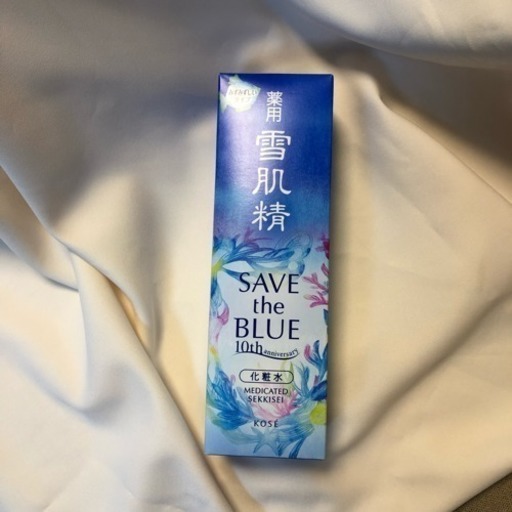 薬用
雪肌精
SAVE
the
BLUE
10th anniversary
化粧水
MEDICATED
SEKKISEI
KOSÉ